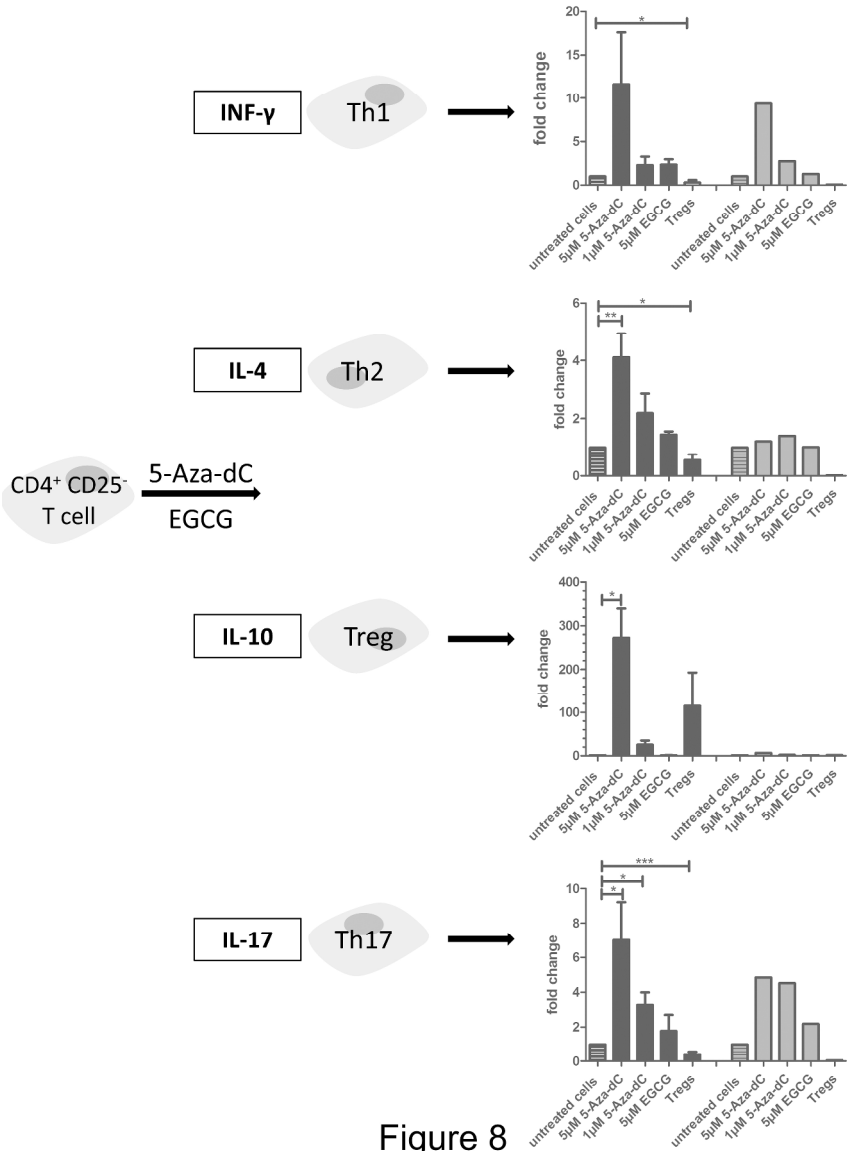 INF-γ
Th1
fold change
20
15
10
5
0
*
untreated cells
5μM 5-Aza-dC
1μM 5-Aza-dC
5μM EGCG
Tregs
untreated cells
5μM 5-Aza-dC
1μM 5-Aza-dC
5μM EGCG
Tregs
IL-4
Th2
fold change
6
4
2
0
*
**
untreated cells
5μM 5-Aza-dC
1μM 5-Aza-dC
5μM EGCG
Tregs
untreated cells
5μM 5-Aza-dC
1μM 5-Aza-dC
5μM EGCG
Tregs
CD4⁺ CD25⁻
T cell
5-Aza-dC
EGCG
IL-10
Treg
fold change
400
300
200
100
0
*
untreated cells
5μM 5-Aza-dC
1μM 5-Aza-dC
5μM EGCG
Tregs
untreated cells
5μM 5-Aza-dC
1μM 5-Aza-dC
5μM EGCG
Tregs
IL-17
Th17
fold change
10
8
6
4
2
0
***
*
*
untreated cells
5μM 5-Aza-dC
1μM 5-Aza-dC
5μM EGCG
Tregs
untreated cells
5μM 5-Aza-dC
1μM 5-Aza-dC
5μM EGCG
Tregs
Figure 8